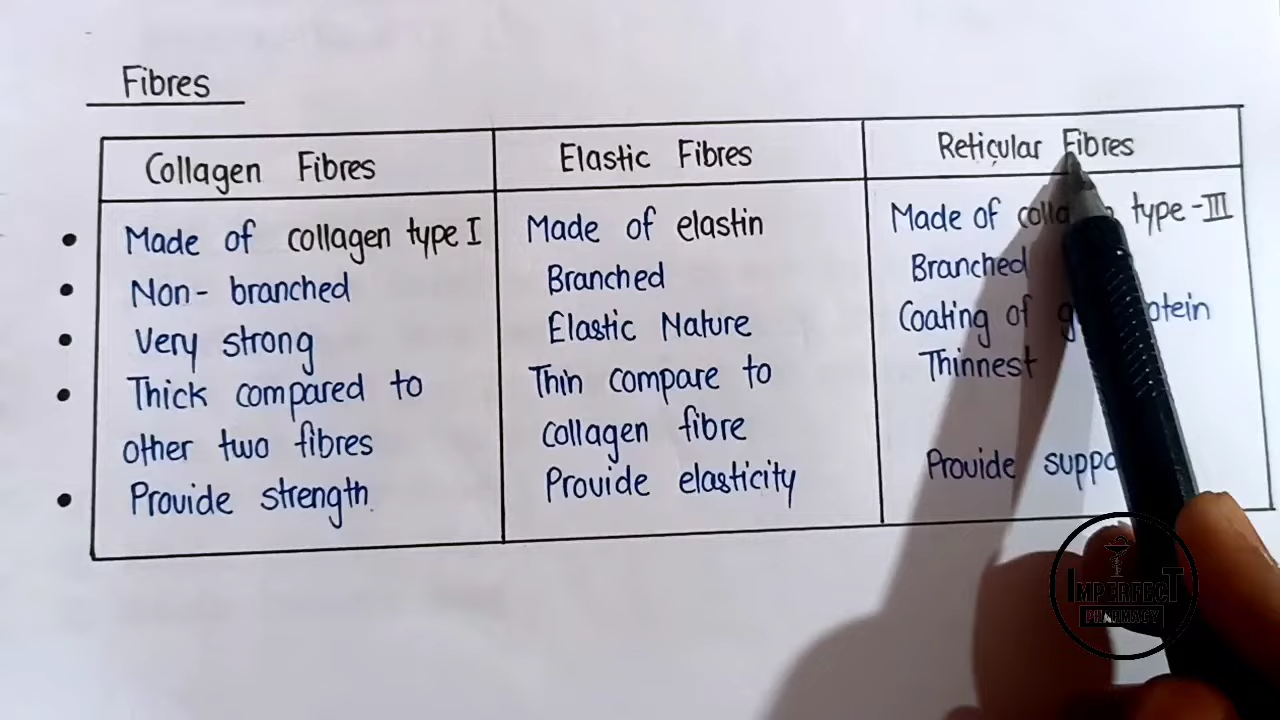 Fibres
Collagen Fibres
Made of collagen type I
Non-branched
Very strong
Thick compared to
other two fibres
Provide strength
Elastic Fibres
Made of elastin
Branched
Elastic Nature
Thin compare to
collagen fibre
Provide elasticity
Reticular Fibres
Made of type-III
Branched
Coating of
Thinnest
Provide
IMPERFECT
PHARMACY